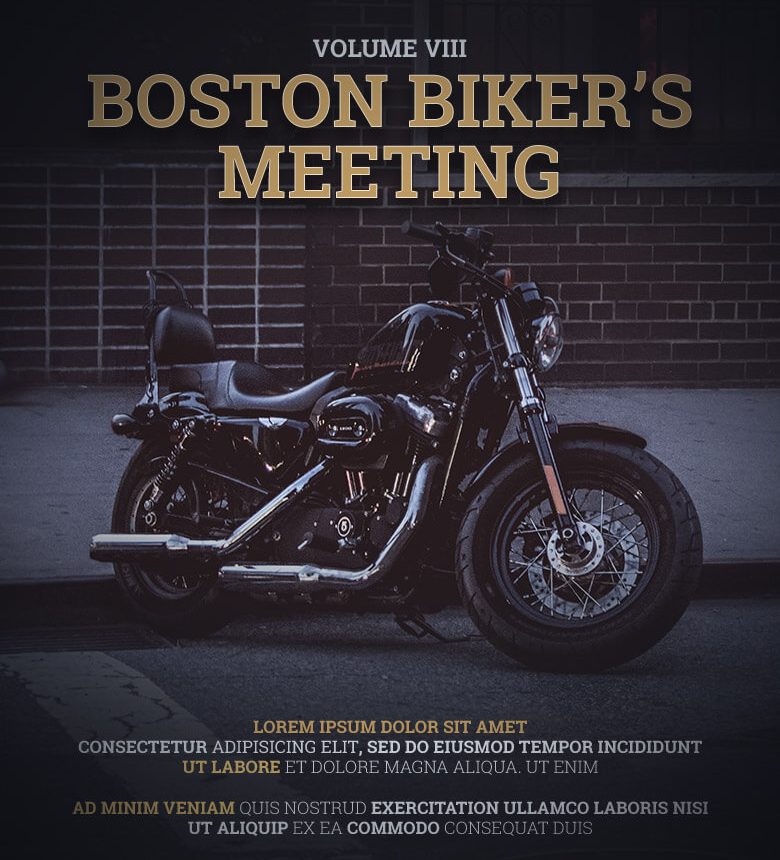 VOLUME VIII
BOSTON BIKER’S
MEETING
LOREM IPSUM DOLOR SIT AMET
CONSECTETUR ADIPISICING ELIT, SED DO EIUSMOD TEMPOR INCIDIDUNT
UT LABORE ET DOLORE MAGNA ALIQUA. UT ENIM
AD MINIM VENIAM QUIS NOSTRUD EXERCITATION ULLAMCO LABORIS NISI
UT ALIQUIP EX EA COMMODO CONSEQUAT DUIS